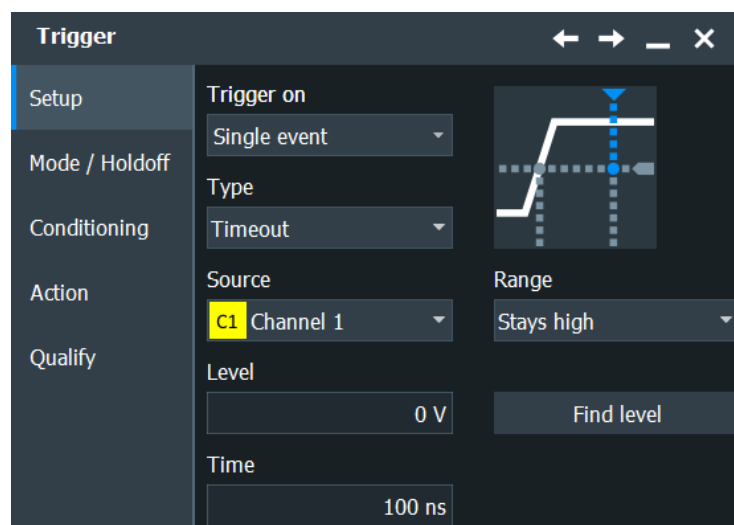 Trigger
Setup
Mode / Holdoff
Conditioning
Action
Qualify
Trigger on
Single event
Type
Timeout
Source
C1 Channel 1
Range
Stays high
Level
0 V
Find level
Time
100 ns